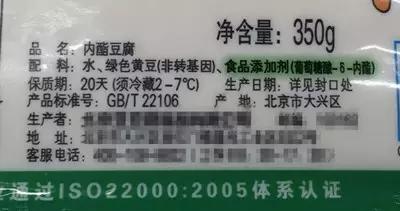 净含量:350g
品名:内酯豆腐
配料:水、绿色黄豆(非转基因)、食品添加剂(葡萄糖酸-6-内酯)
保质期:20天(须冷藏2-7℃) 生产日期:详见封口处
产品标准号:GB/T 22106 产地:北京市大兴区
地址:
客服电话:
通过ISO22000:2005体系认证